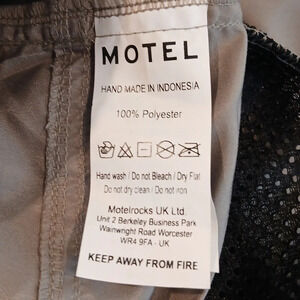 MOTEL
HAND MADE IN INDONESIA
100% Polyester
Hand wash / Do not Bleach / Dry Flat
Do not dry clean / Do not iron
Motelrocks UK Ltd.
Unit 2 Berkeley Business Park
Wainwright Road Worcester
WR4 9FA - UK
KEEP AWAY FROM FIRE